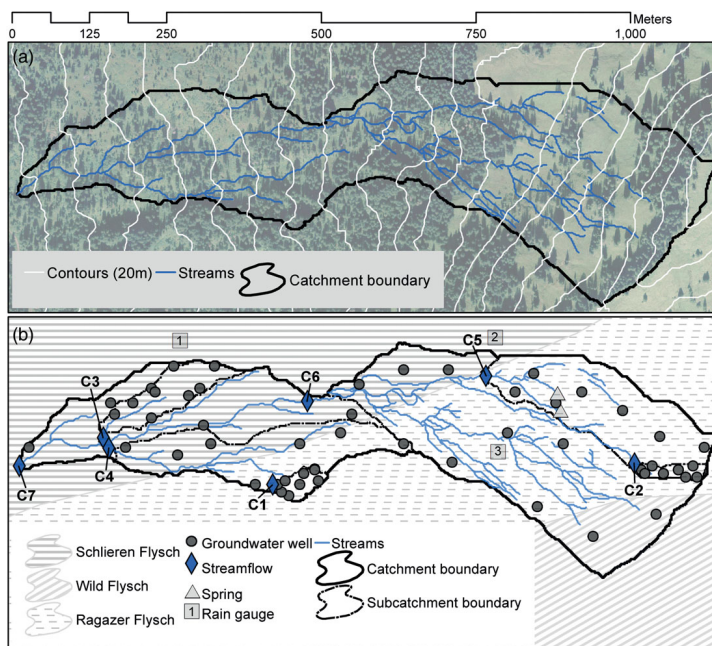 0 125 250 500 750 1,000
Meters
(a)
Contours (20m) Streams Catchment boundary
(b)
1
2
C5
C3
C6
3
C4
C7
C1
C2
Schlieren Flysch
Wild Flysch
Ragazer Flysch
Groundwater well
Streamflow
Spring
1 Rain gauge
Streams
Catchment boundary
Subcatchment boundary